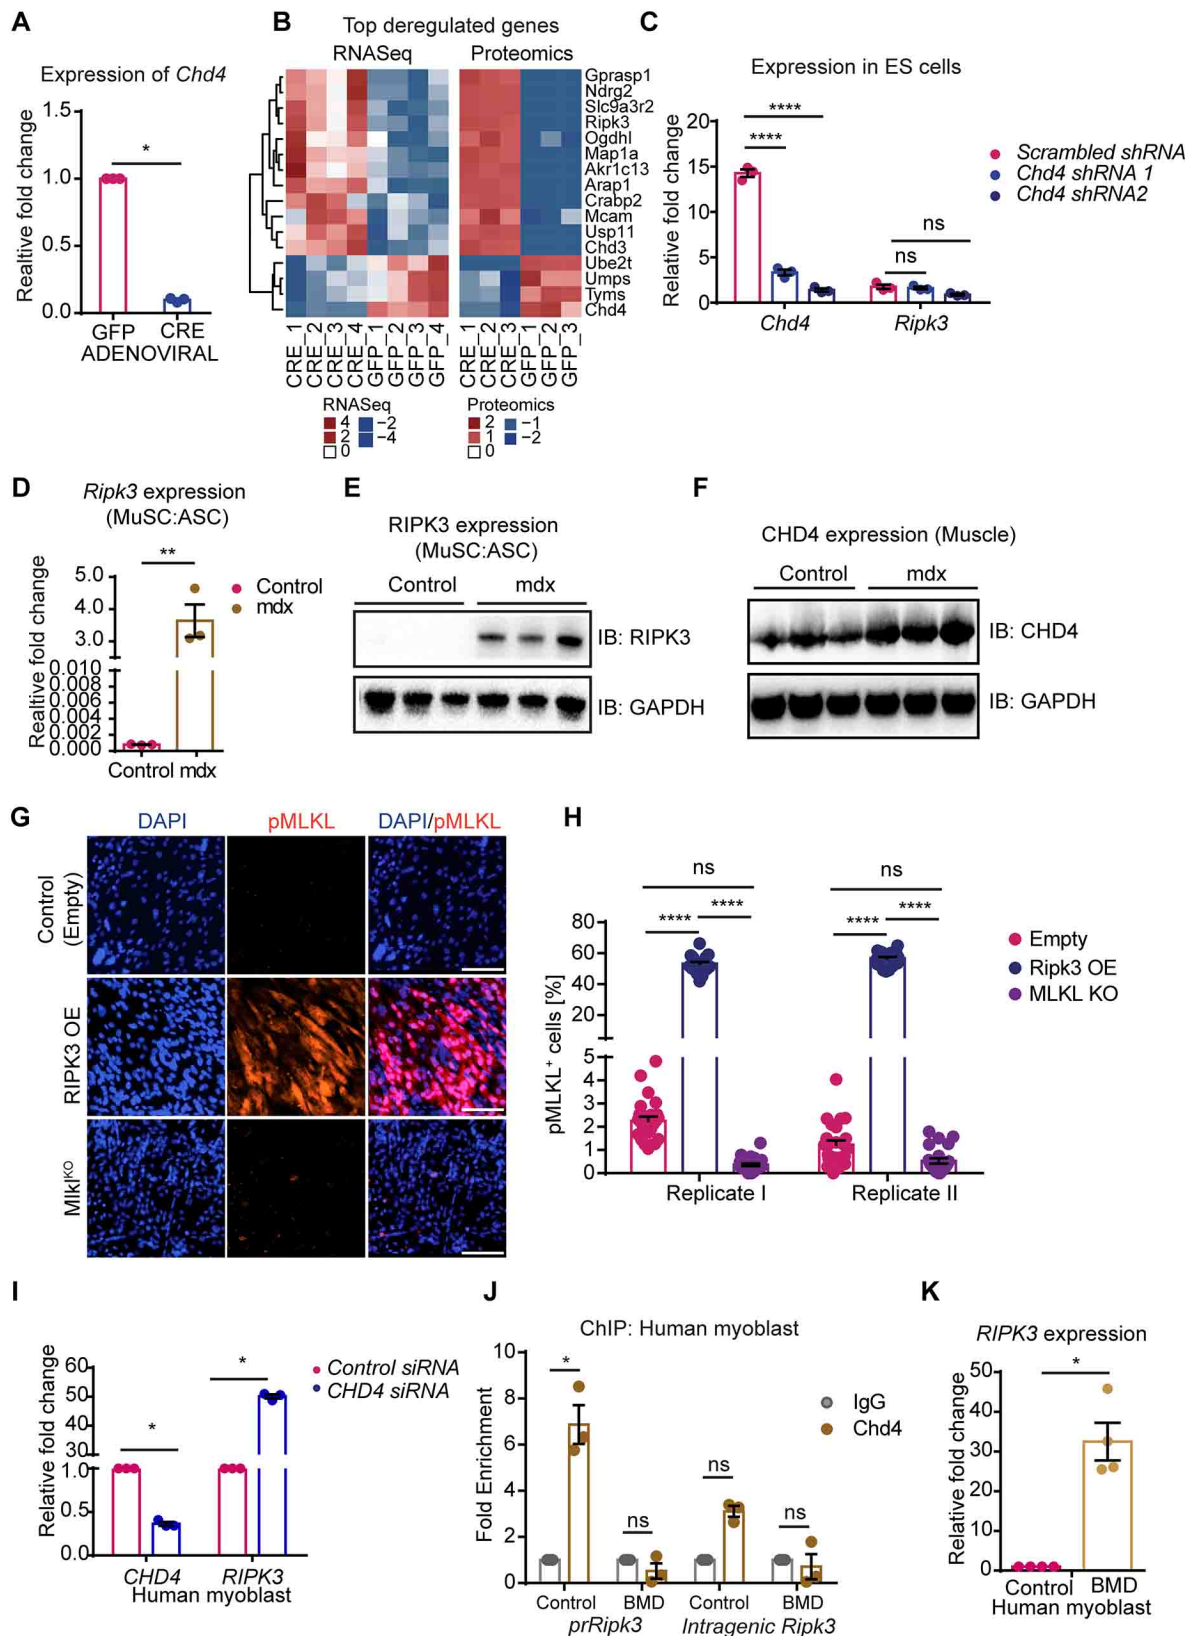 A
Expression of Chd4
Realtive fold change
1.5
1.0
0.5
0.0
*
GFP CRE
ADENOVIRAL
B
Top deregulated genes
RNASeq Proteomics
Gprasp1
Ndrg2
Slc9a3r2
Ripk3
Ogdhl
Map1a
Akr1c13
Arap1
Crabp2
Mcam
Usp11
Chd3
Ube2t
Umps
Tyms
Chd4
CRE_1
CRE_2
CRE_3
CRE_4
GFP_1
GFP_2
GFP_3
GFP_4
CRE_1
CRE_2
CRE_3
GFP_1
GFP_2
GFP_3
RNASeq
4 −2
2 −4
0
Proteomics
2 −1
1 −2
0
C
Expression in ES cells
Relative fold change
20
15
10
5
0
****
****
ns
ns
Chd4 Ripk3
Scrambled shRNA
Chd4 shRNA 1
Chd4 shRNA2
D
Ripk3 expression
(MuSC:ASC)
Realtive fold change
**
5.0
4.0
3.0
0.010
0.008
0.006
0.004
0.002
0.000
Control mdx
Control
mdx
E
RIPK3 expression
(MuSC:ASC)
Control mdx
IB: RIPK3
IB: GAPDH
F
CHD4 expression (Muscle)
Control mdx
IB: CHD4
IB: GAPDH
G
DAPI pMLKL DAPI/pMLKL
Control
(Empty)
RIPK3 OE
MlklKO
H
pMLKL+ cells [%]
80
60
40
20
5
4
3
2
1
0
ns
**** ****
ns
**** ****
Replicate I Replicate II
Empty
Ripk3 OE
MLKL KO
I
Relative fold change
60
50
40
30
1.0
0.5
0.0
*
*
Control siRNA
CHD4 siRNA
CHD4 RIPK3
Human myoblast
J
ChIP: Human myoblast
Fold Enrichment
10
8
6
4
2
0
*
ns
ns
ns
IgG
Chd4
Control BMD Control BMD
prRipk3 Intragenic Ripk3
K
RIPK3 expression
Relative fold change
50
40
30
20
10
0
*
Control BMD
Human myoblast